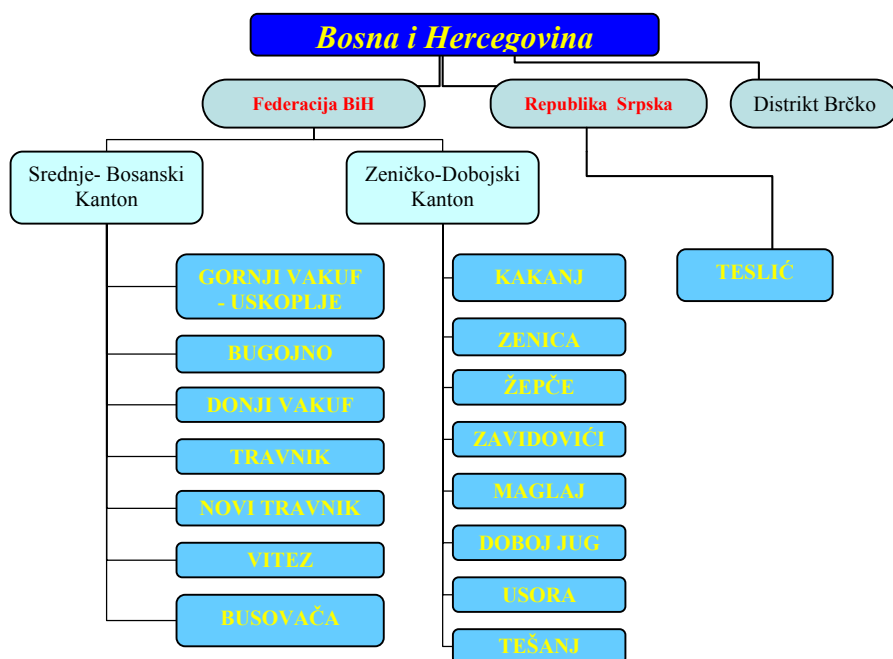 Bosna i Hercegovina
Federacija BiH
Republika Srpska
Distrikt Brčko
Srednje- Bosanski
Kanton
Zeničko-Dobojski
Kanton
GORNJI VAKUF
- USKOPLJE
BUGOJNO
DONJI VAKUF
TRAVNIK
NOVI TRAVNIK
VITEZ
BUSOVAČA
KAKANJ
ZENICA
ŽEPČE
ZAVIDOVIĆI
MAGLAJ
DOBOJ JUG
USORA
TEŠANJ
TESLIĆ